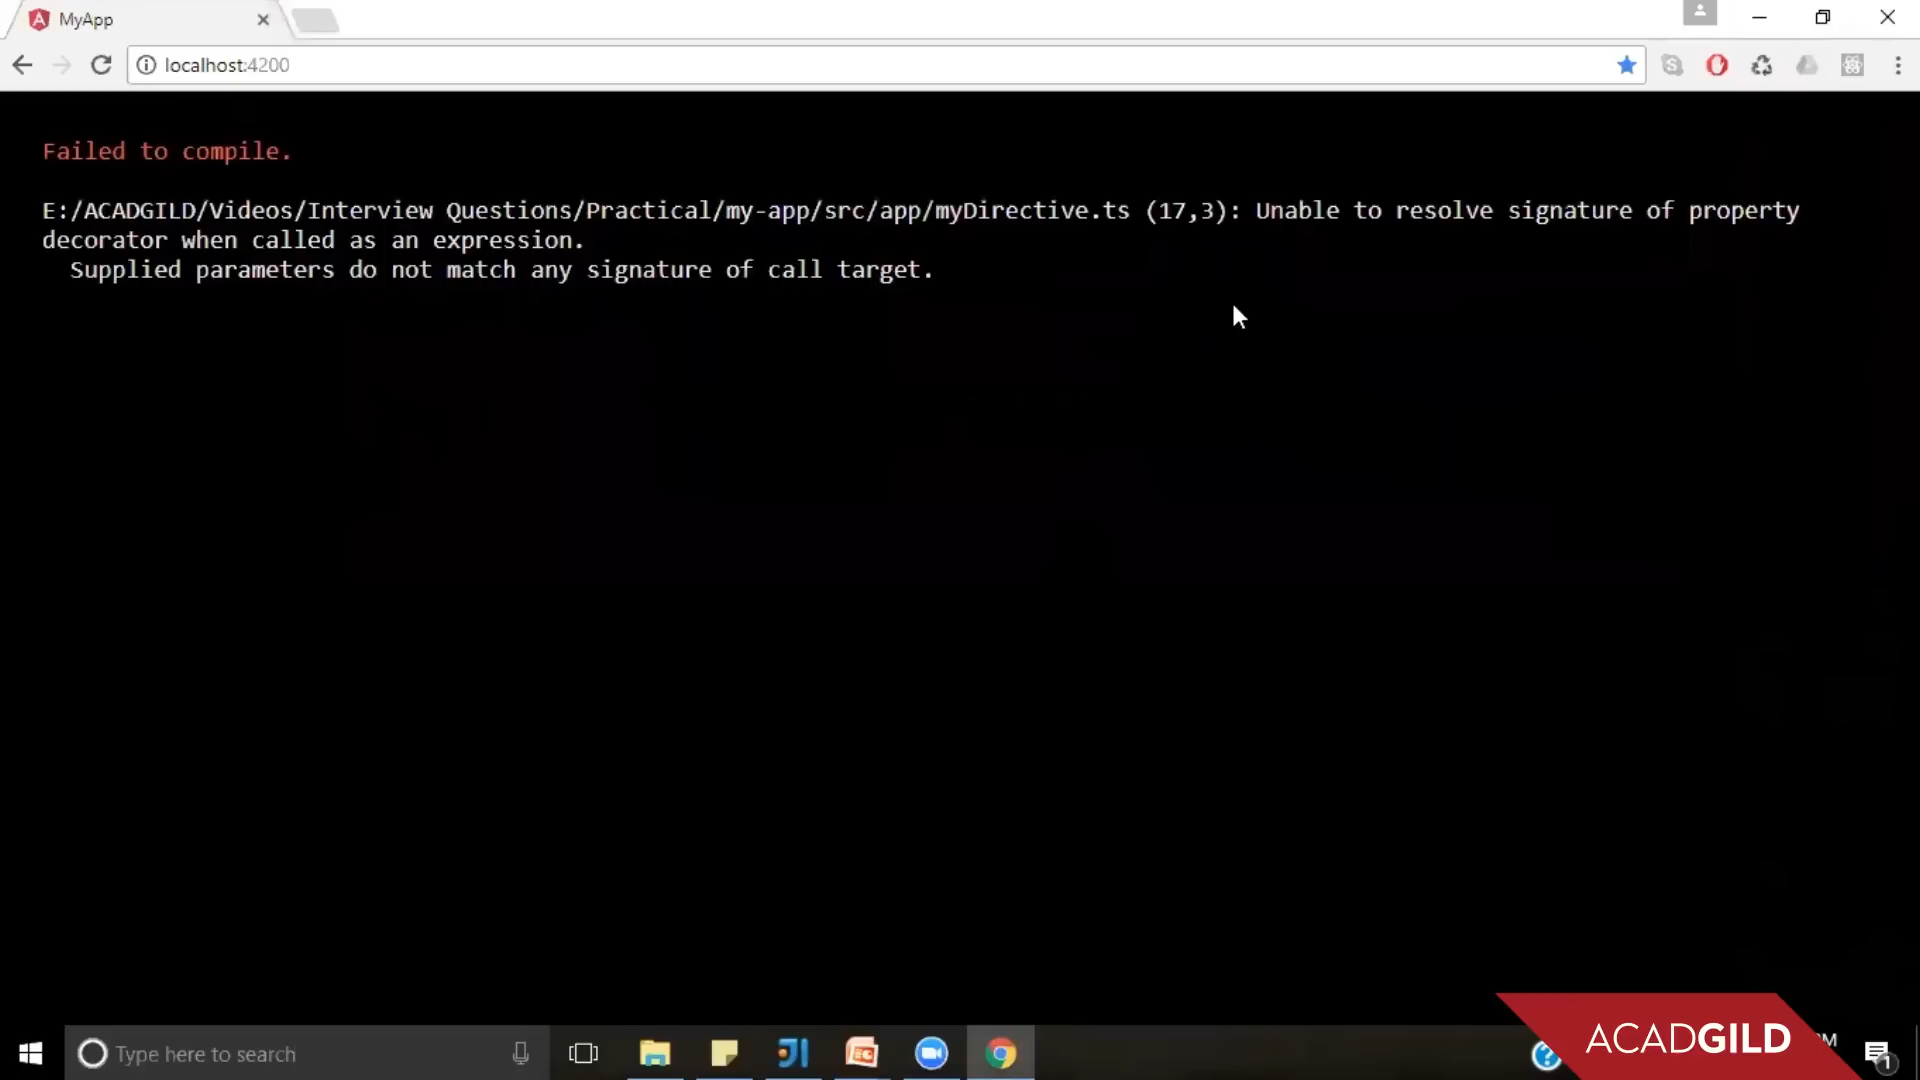 MyApp
localhost:4200
Failed to compile.
E:/ACADGILD/Videos/Interview Questions/Practical/my-app/src/app/myDirective.ts (17,3): Unable to resolve signature of property
decorator when called as an expression.
Supplied parameters do not match any signature of call target.
Type here to search
ACADGILD
1